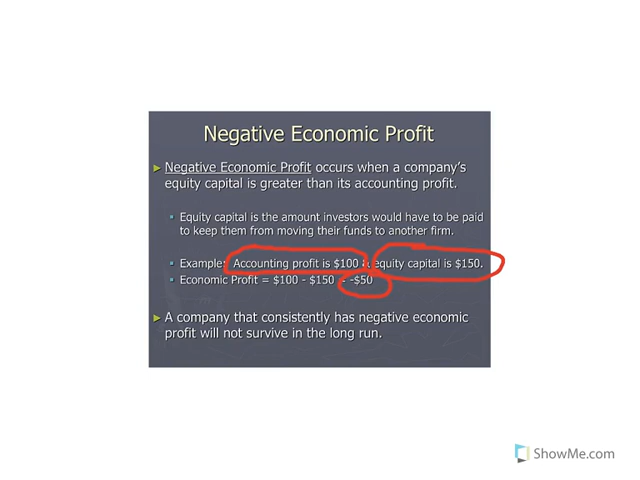 Negative Economic Profit
► Negative Economic Profit occurs when a company's
equity capital is greater than its accounting profit.
▪ Equity capital is the amount investors would have to be paid
to keep them from moving their funds to another firm.
▪ Example: Accounting profit is $100 & equity capital is $150.
▪ Economic Profit = $100 - $150 = -$50
► A company that consistently has negative economic
profit will not survive in the long run.
ShowMe.com